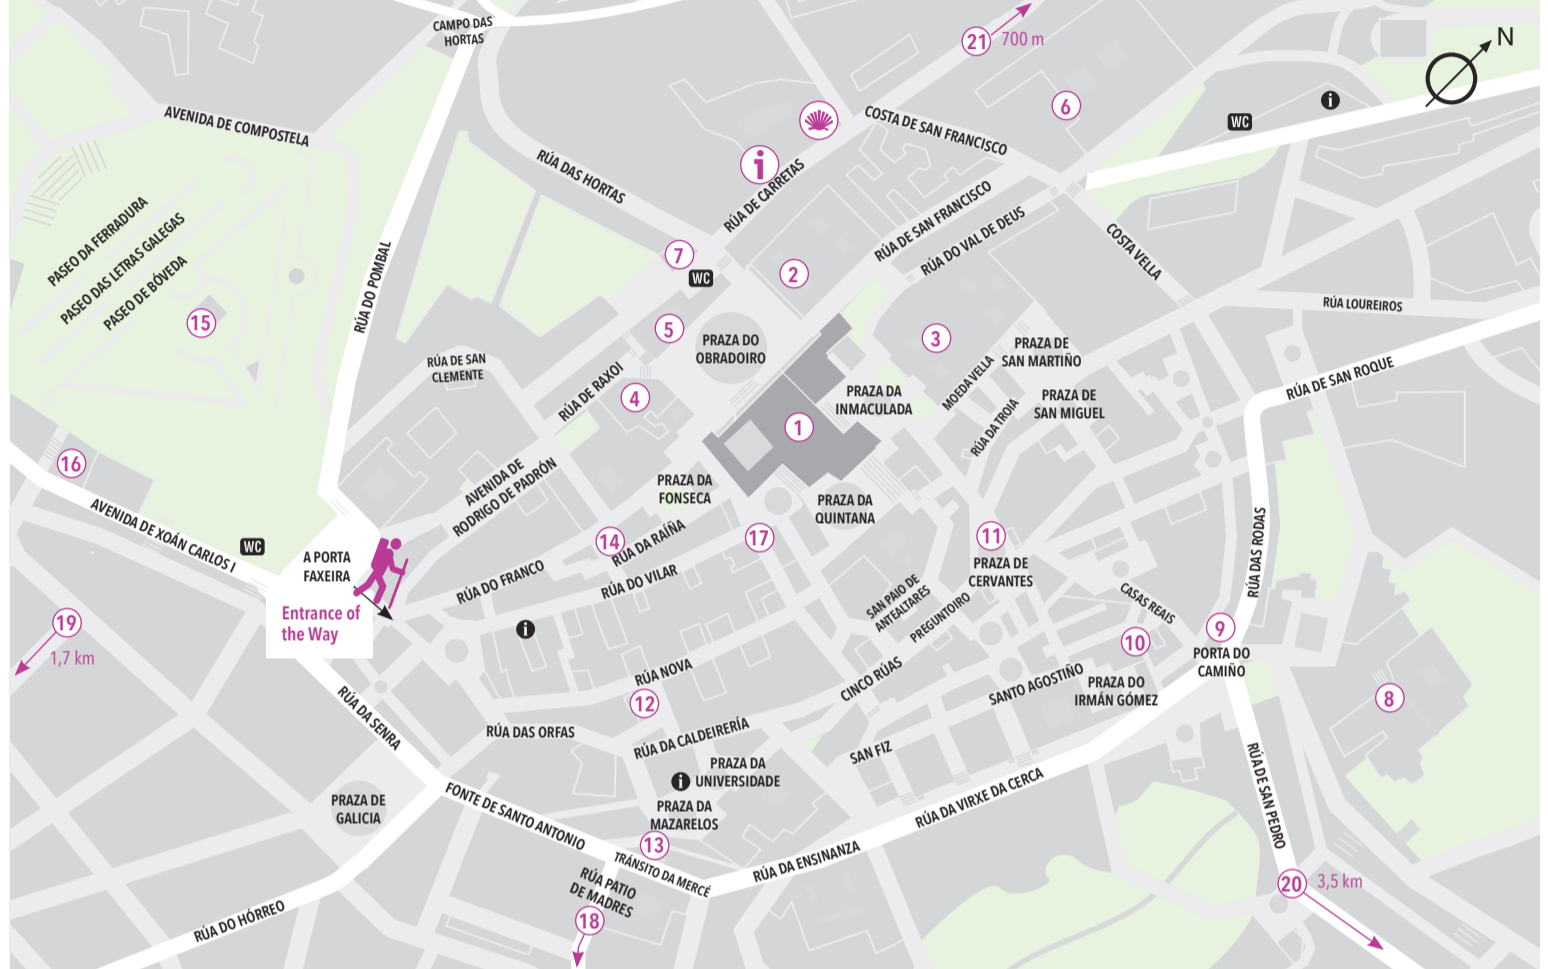 CAMPO DAS
HORTAS
21
700 m
N
AVENIDA DE COMPOSTELA
6
i
WC
COSTA DE SAN FRANCISCO
RÚA DAS HORTAS
i
RÚA DE CARRETAS
PASEO DA FERRADURA
PASEO DAS LETRAS GALEGAS
PASEO DE BÓVEDA
RÚA DO POMBAL
RÚA DE SAN FRANCISCO
RÚA DO VAL DE DEUS
COSTA VELLA
7
WC
2
15
5
PRAZA DO
OBRADOIRO
3
PRAZA DE
SAN MARTIÑO
RÚA LOUREIROS
RÚA DE SAN
CLEMENTE
RÚA DE RAXOI
4
PRAZA DA
INMACULADA
MOEDA VELLA
PRAZA DE
SAN MIGUEL
RÚA DE SAN ROQUE
RÚA DA TROIA
1
16
AVENIDA DE
RODRIGO DE PADRÓN
PRAZA DA
FONSECA
PRAZA DA
QUINTANA
AVENIDA DE XOÁN CARLOS I
WC
A PORTA
FAXEIRA
14
RÚA DA RAÍÑA
17
11
PRAZA DE
CERVANTES
RÚA DAS RODAS
RÚA DO FRANCO
RÚA DO VILAR
SAN PAIO DE
ANTEALTARES
PREGUNTOIRO
CASAS REAIS
Entrance of
the Way
19
1,7 km
i
10
9
PORTA DO
CAMIÑO
RÚA NOVA
CINCO RÚAS
SANTO AGOSTIÑO
PRAZA DO
IRMÁN GÓMEZ
8
12
RÚA DA SENRA
RÚA DAS ORFAS
RÚA DA CALDEIRERÍA
SAN FIZ
i
PRAZA DA
UNIVERSIDADE
RÚA DE SAN PEDRO
PRAZA DE
GALICIA
FONTE DE SANTO ANTONIO
PRAZA DA
MAZARELOS
RÚA DA VIRXE DA CERCA
13
TRÁNSITO DA MERCÉ
RÚA DA ENSINANZA
RÚA PATIO
DE MADRES
20
3,5 km
RÚA DO HÓRREO
18